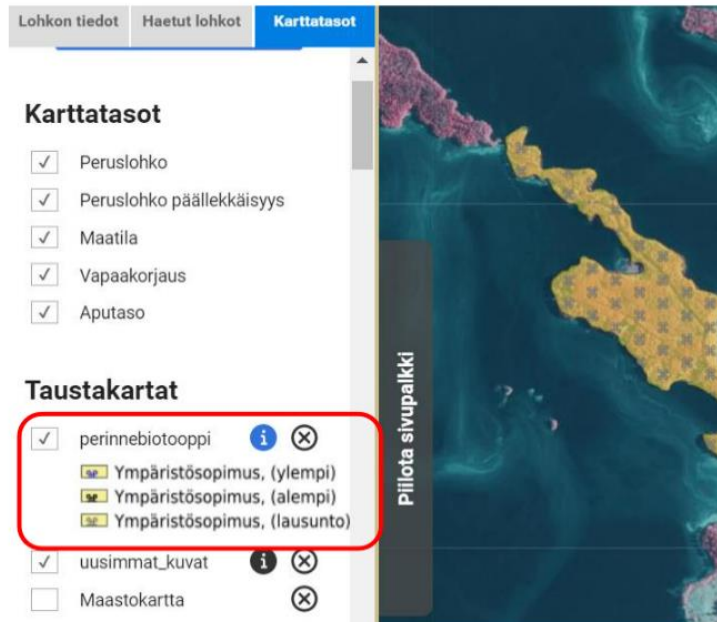 Lohkon tiedot Haetut lohkot Karttatasot
Karttatasot
Peruslohko
Peruslohko päällekkäisyys
Maatila
Vapaakorjaus
Aputaso
Taustakartat
perinnebiotooppi
Ympäristösopimus, (ylempi)
Ympäristösopimus, (alempi)
Ympäristösopimus, (lausunto)
uusimmat_kuvat
Maastokartta
Piilota sivupalkki